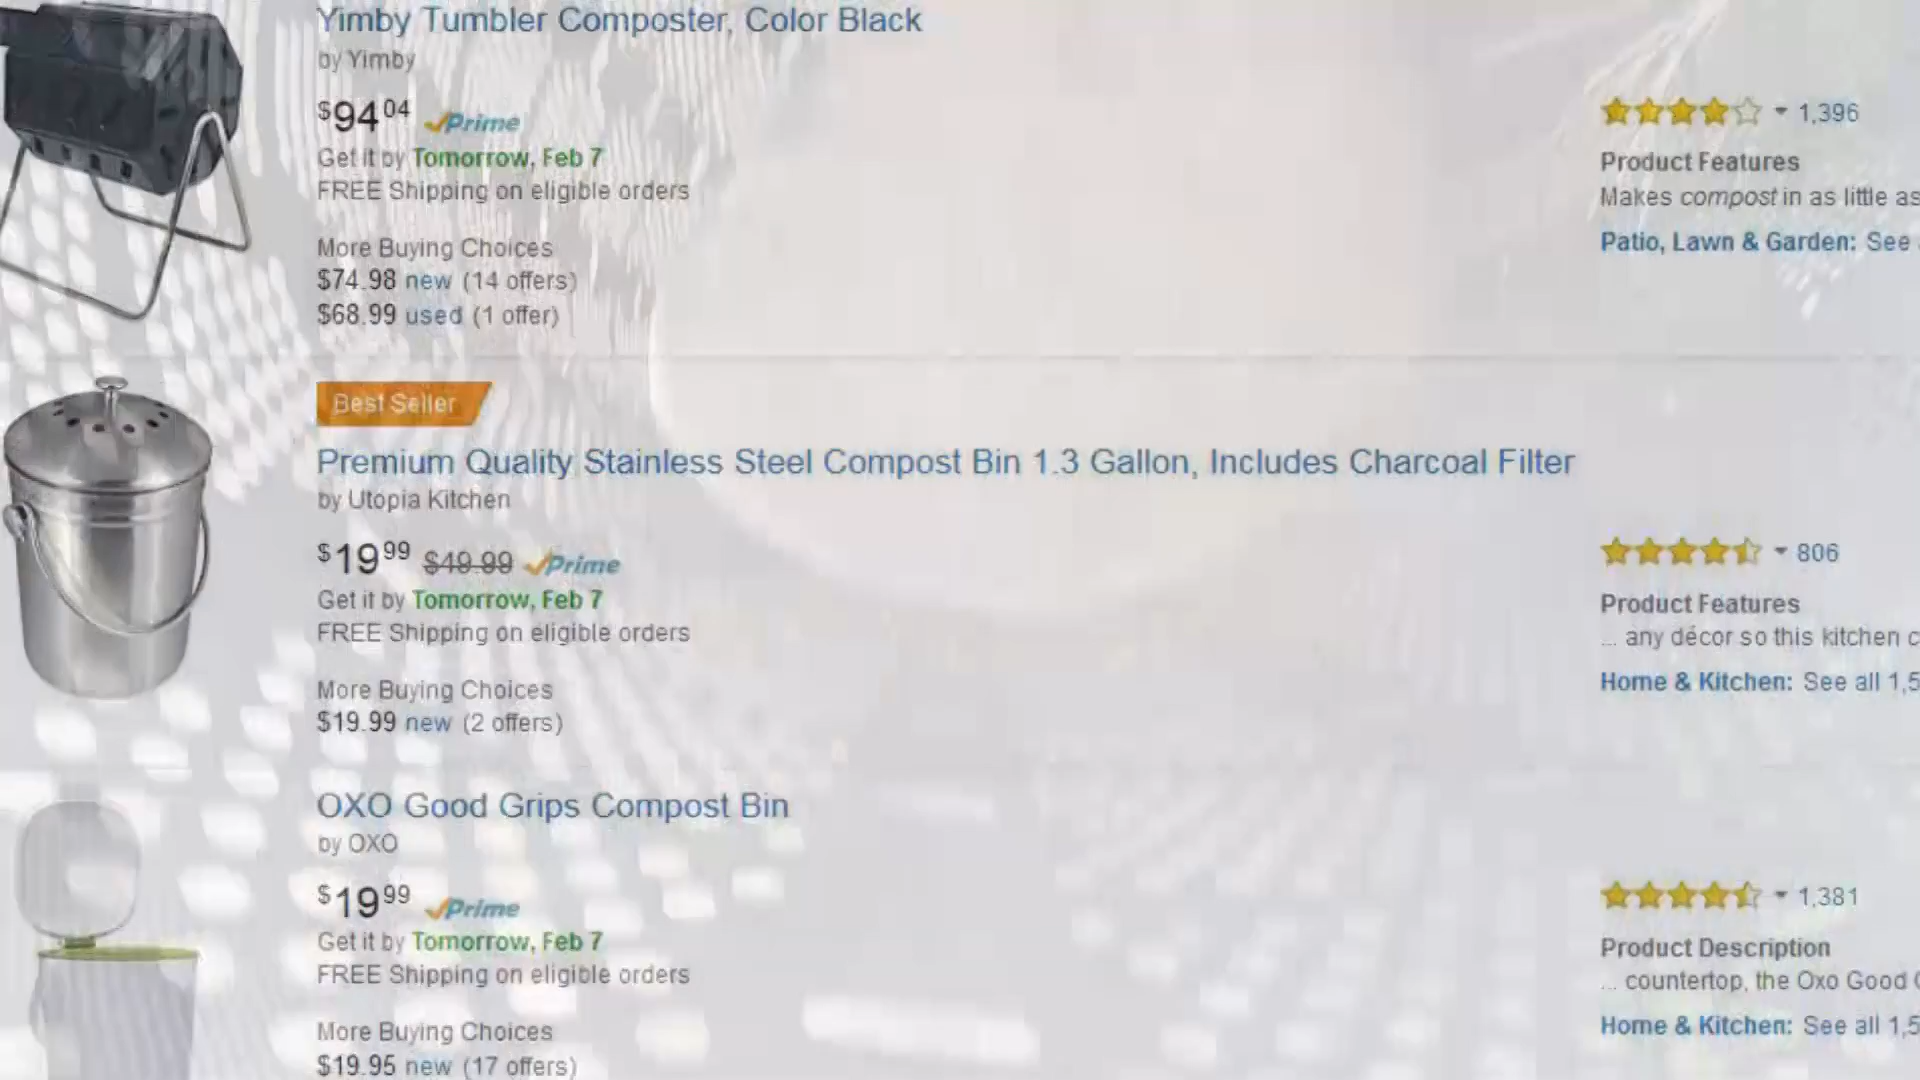 Yimby Tumbler Composter, Color Black
by Yimby
$94.04 Prime
Get it by Tomorrow, Feb 7
FREE Shipping on eligible orders
More Buying Choices
$74.98 new (14 offers)
$68.99 used (1 offer)
1,396
Product Features
Makes compost in as little as
Patio, Lawn & Garden: See
Best Seller
Premium Quality Stainless Steel Compost Bin 1.3 Gallon, Includes Charcoal Filter
by Utopia Kitchen
$19.99 $49.99 Prime
Get it by Tomorrow, Feb 7
FREE Shipping on eligible orders
More Buying Choices
$19.99 new (2 offers)
806
Product Features
... any décor so this kitchen
Home & Kitchen: See all 1,5
OXO Good Grips Compost Bin
by OXO
$19.99 Prime
Get it by Tomorrow, Feb 7
FREE Shipping on eligible orders
More Buying Choices
$19.95 new (17 offers)
1,381
Product Description
... countertop, the Oxo Good
Home & Kitchen: See all 1,5